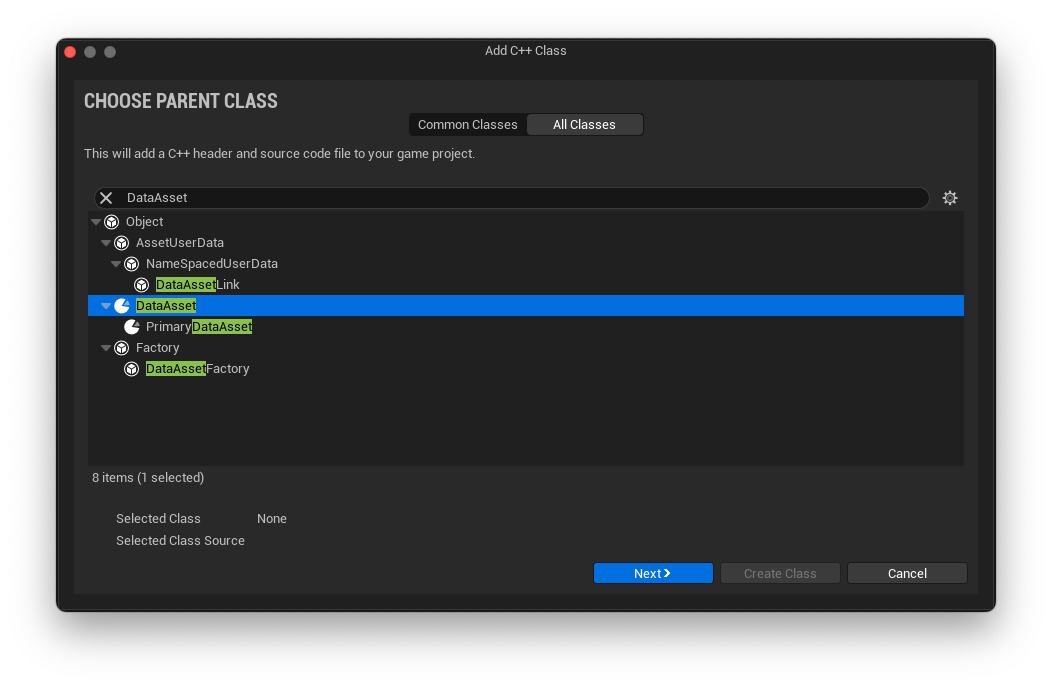 Add C++ Class
CHOOSE PARENT CLASS
Common Classes All Classes
This will add a C++ header and source code file to your game project.
DataAsset
Object
AssetUserData
NameSpacedUserData
DataAssetLink
DataAsset
PrimaryDataAsset
Factory
DataAssetFactory
8 items (1 selected)
Selected Class None
Selected Class Source
Next Create Class Cancel